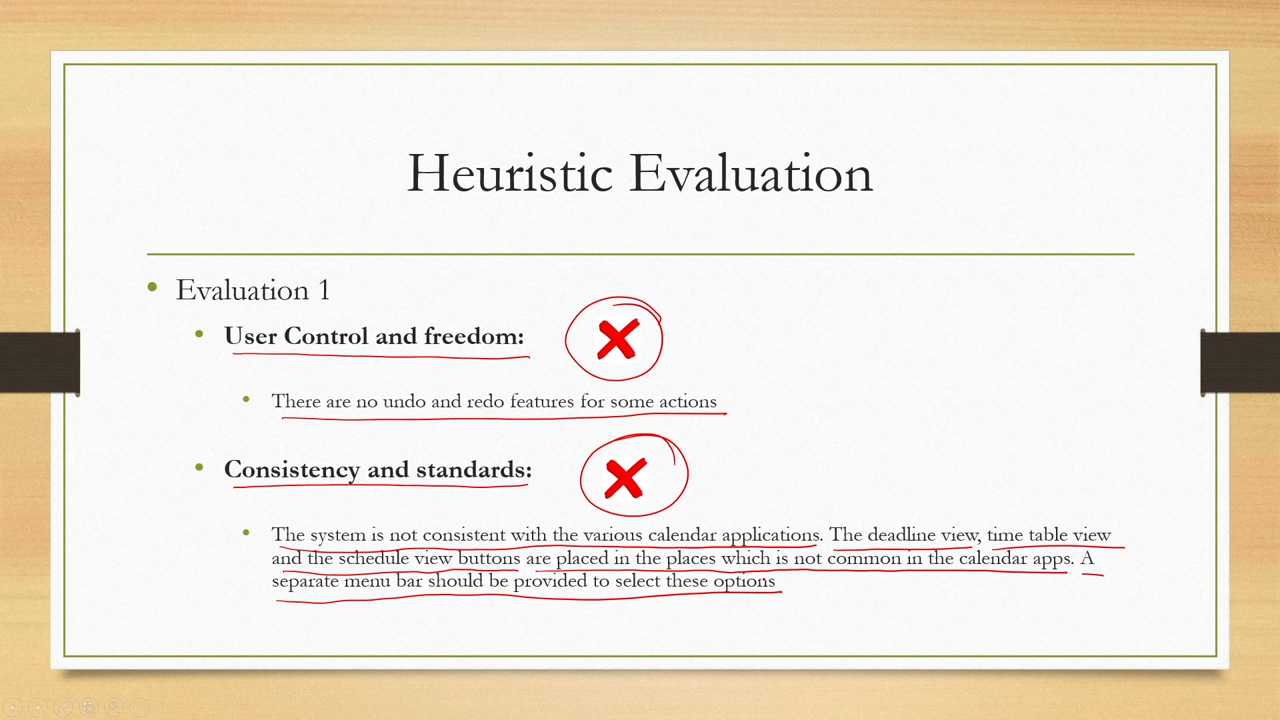 Heuristic Evaluation
Evaluation 1
User Control and freedom:
There are no undo and redo features for some actions
Consistency and standards:
The system is not consistent with the various calendar applications. The deadline view, time table view
and the schedule view buttons are placed in the places which is not common in the calendar apps. A
separate menu bar should be provided to select these options